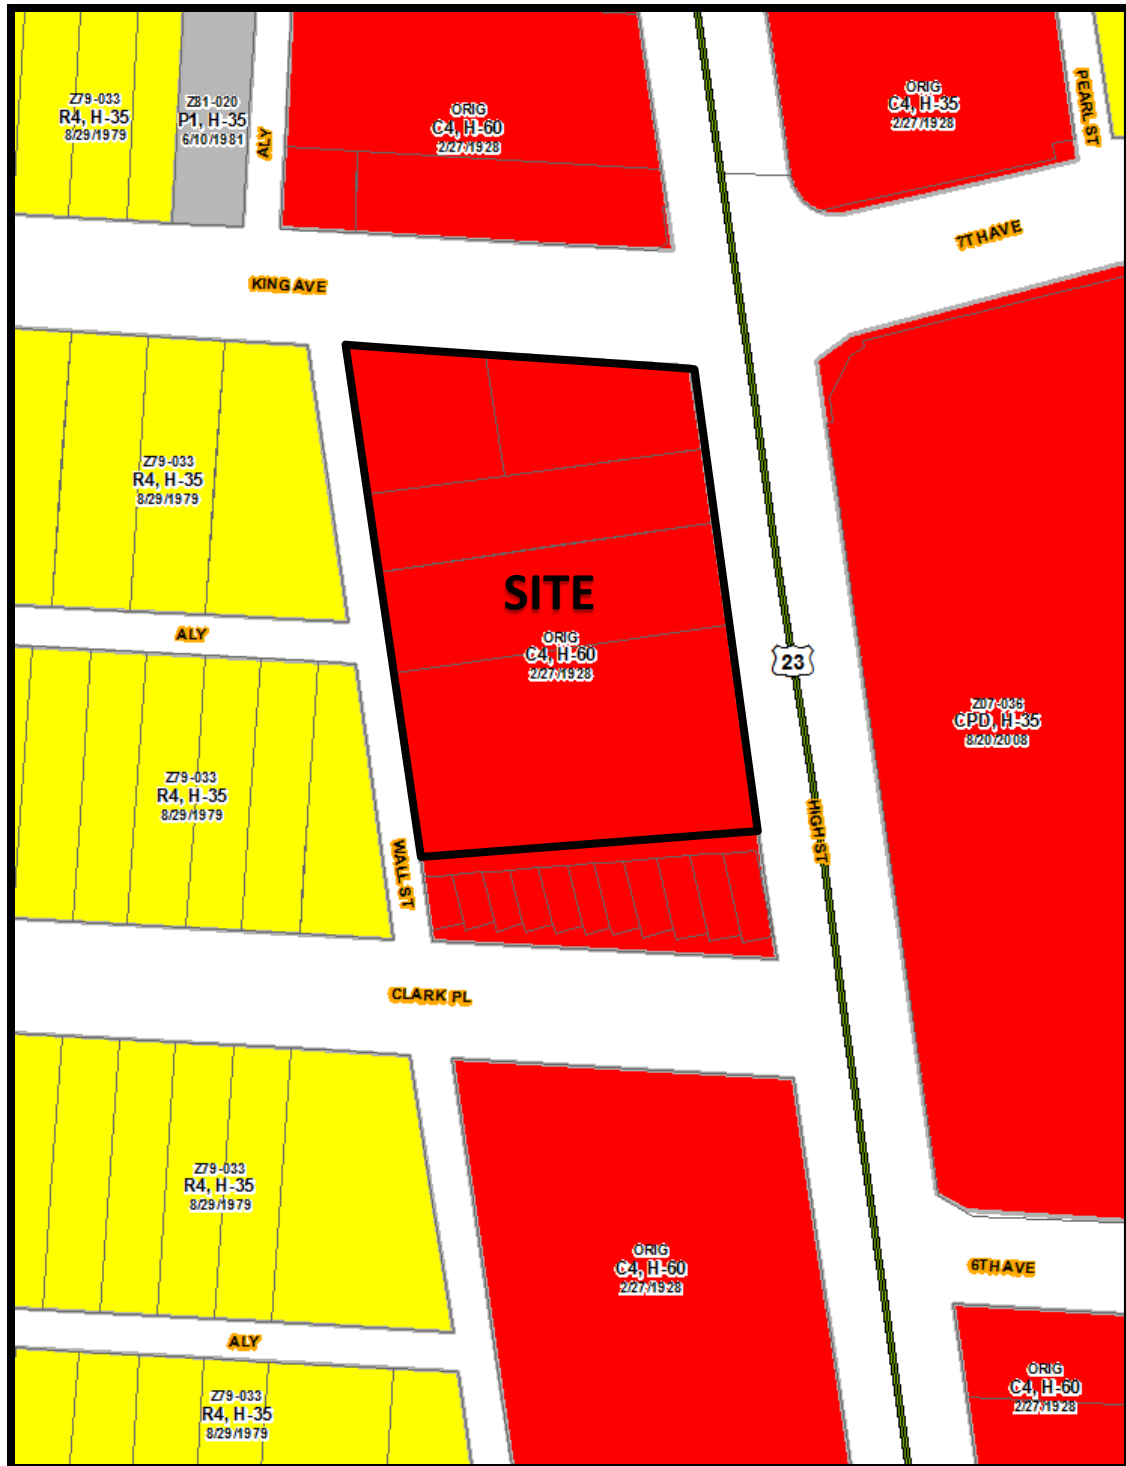 Z79-033
R4, H-35
8/29/1979
Z81-020
P1, H-35
6/10/1981
ALY
ORIG
C4, H-60
2/27/1928
ORIG
C4, H-35
2/27/1928
PEARL ST
7TH AVE
KING AVE
Z79-033
R4, H-35
8/29/1979
SITE
ORIG
C4, H-60
2/27/1928
ALY
23
Z07-036
CPD, H-35
8/20/2008
Z79-033
R4, H-35
8/29/1979
HIGH ST
WALL ST
CLARK PL
Z79-033
R4, H-35
8/29/1979
ORIG
C4, H-60
2/27/1928
6TH AVE
ALY
ORIG
C4, H-60
2/27/1928
Z79-033
R4, H-35
8/29/1979